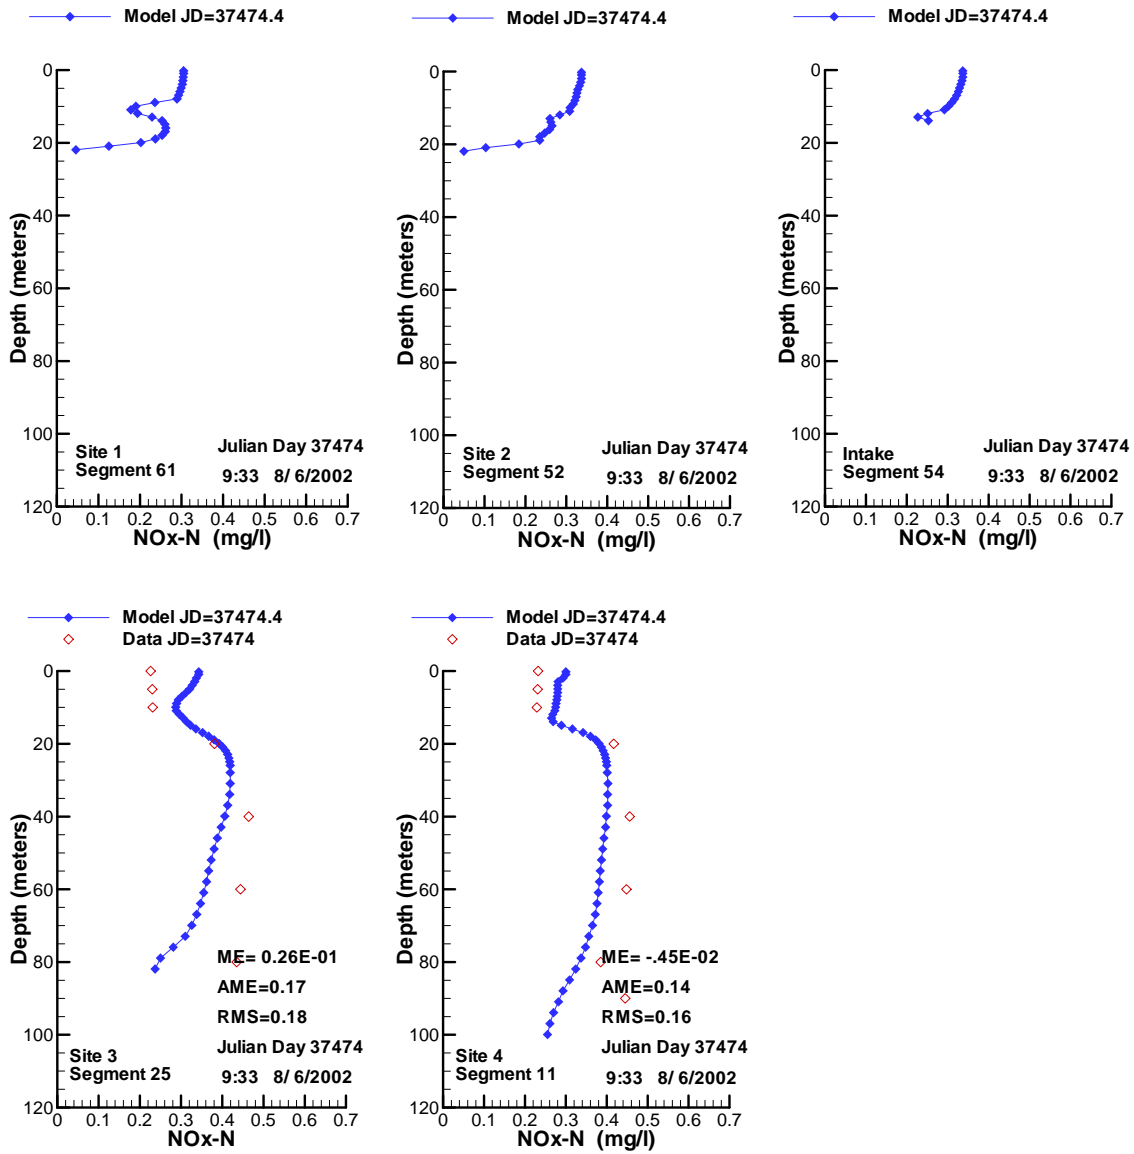 Model JD=37474.4
0
20
40
60
80
100
120
Depth (meters)
Site 1
Segment 61
Julian Day 37474
9:33 8/ 6/2002
0 0.1 0.2 0.3 0.4 0.5 0.6 0.7
NOx-N (mg/l)
Model JD=37474.4
0
20
40
60
80
100
120
Depth (meters)
Site 2
Segment 52
Julian Day 37474
9:33 8/ 6/2002
0 0.1 0.2 0.3 0.4 0.5 0.6 0.7
NOx-N (mg/l)
Model JD=37474.4
0
20
40
60
80
100
120
Depth (meters)
Intake
Segment 54
Julian Day 37474
9:33 8/ 6/2002
0 0.1 0.2 0.3 0.4 0.5 0.6 0.7
NOx-N (mg/l)
Model JD=37474.4
Data JD=37474
0
20
40
60
80
100
120
Depth (meters)
ME= 0.26E-01
AME=0.17
RMS=0.18
Site 3
Segment 25
Julian Day 37474
9:33 8/ 6/2002
0 0.1 0.2 0.3 0.4 0.5 0.6 0.7
NOx-N
Model JD=37474.4
Data JD=37474
0
20
40
60
80
100
120
Depth (meters)
ME= -.45E-02
AME=0.14
RMS=0.16
Site 4
Segment 11
Julian Day 37474
9:33 8/ 6/2002
0 0.1 0.2 0.3 0.4 0.5 0.6 0.7
NOx-N (mg/l)